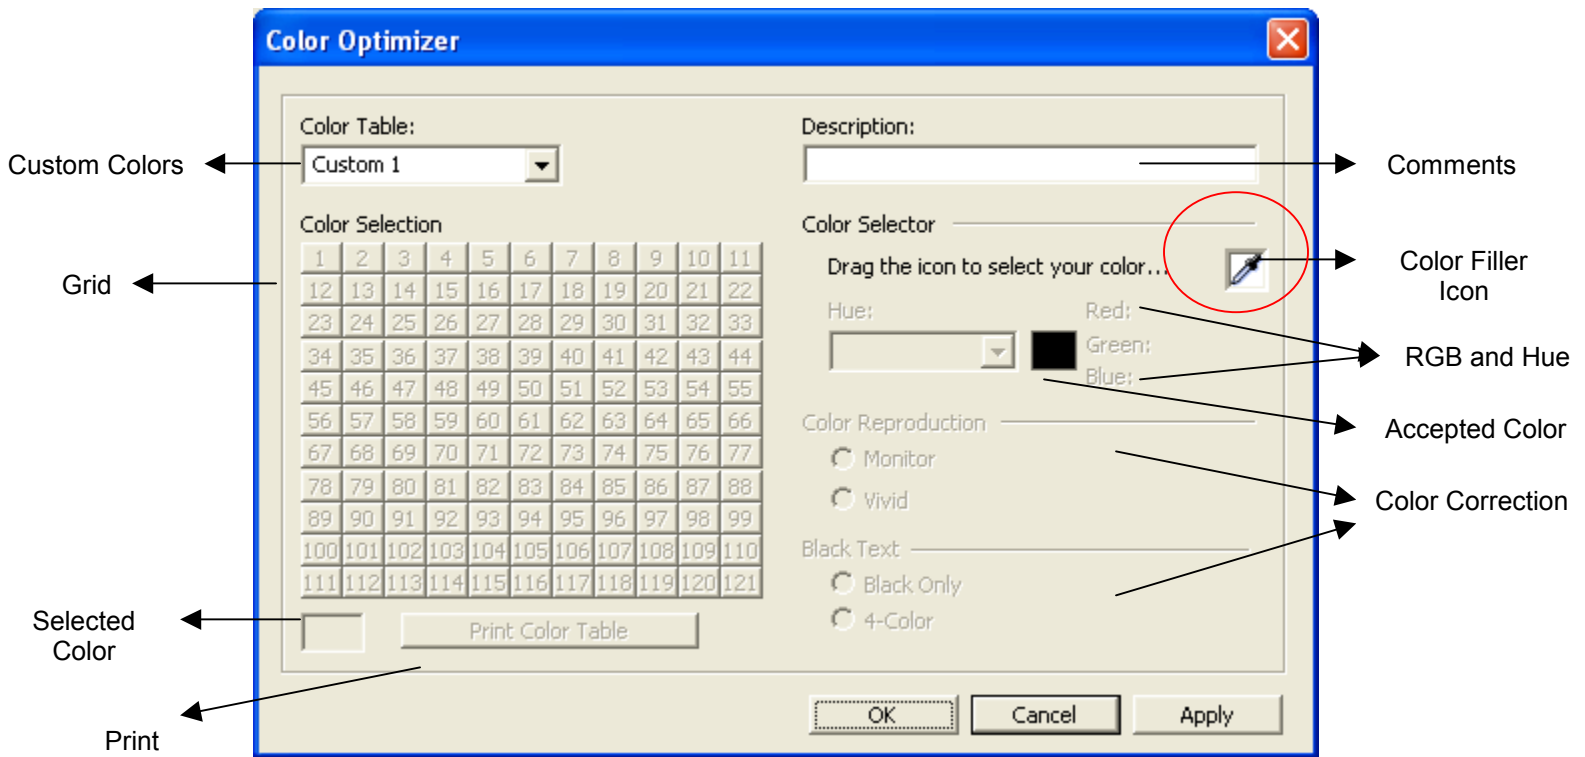 Color Optimizer
Color Table:
Description:
Custom Colors
Custom 1
Comments
Color Selection
Color Selector
Grid
1 2 3 4 5 6 7 8 9 10 11
12 13 14 15 16 17 18 19 20 21 22
23 24 25 26 27 28 29 30 31 32 33
34 35 36 37 38 39 40 41 42 43 44
45 46 47 48 49 50 51 52 53 54 55
56 57 58 59 60 61 62 63 64 65 66
67 68 69 70 71 72 73 74 75 76 77
78 79 80 81 82 83 84 85 86 87 88
89 90 91 92 93 94 95 96 97 98 99
100 101 102 103 104 105 106 107 108 109 110
111 112 113 114 115 116 117 118 119 120 121
Drag the icon to select your color...
Color Filler
Icon
Hue:
Red:
Green:
Blue:
RGB and Hue
Accepted Color
Color Reproduction
Monitor
Vivid
Color Correction
Black Text
Black Only
4-Color
Selected
Color
Print Color Table
Print
OK
Cancel
Apply